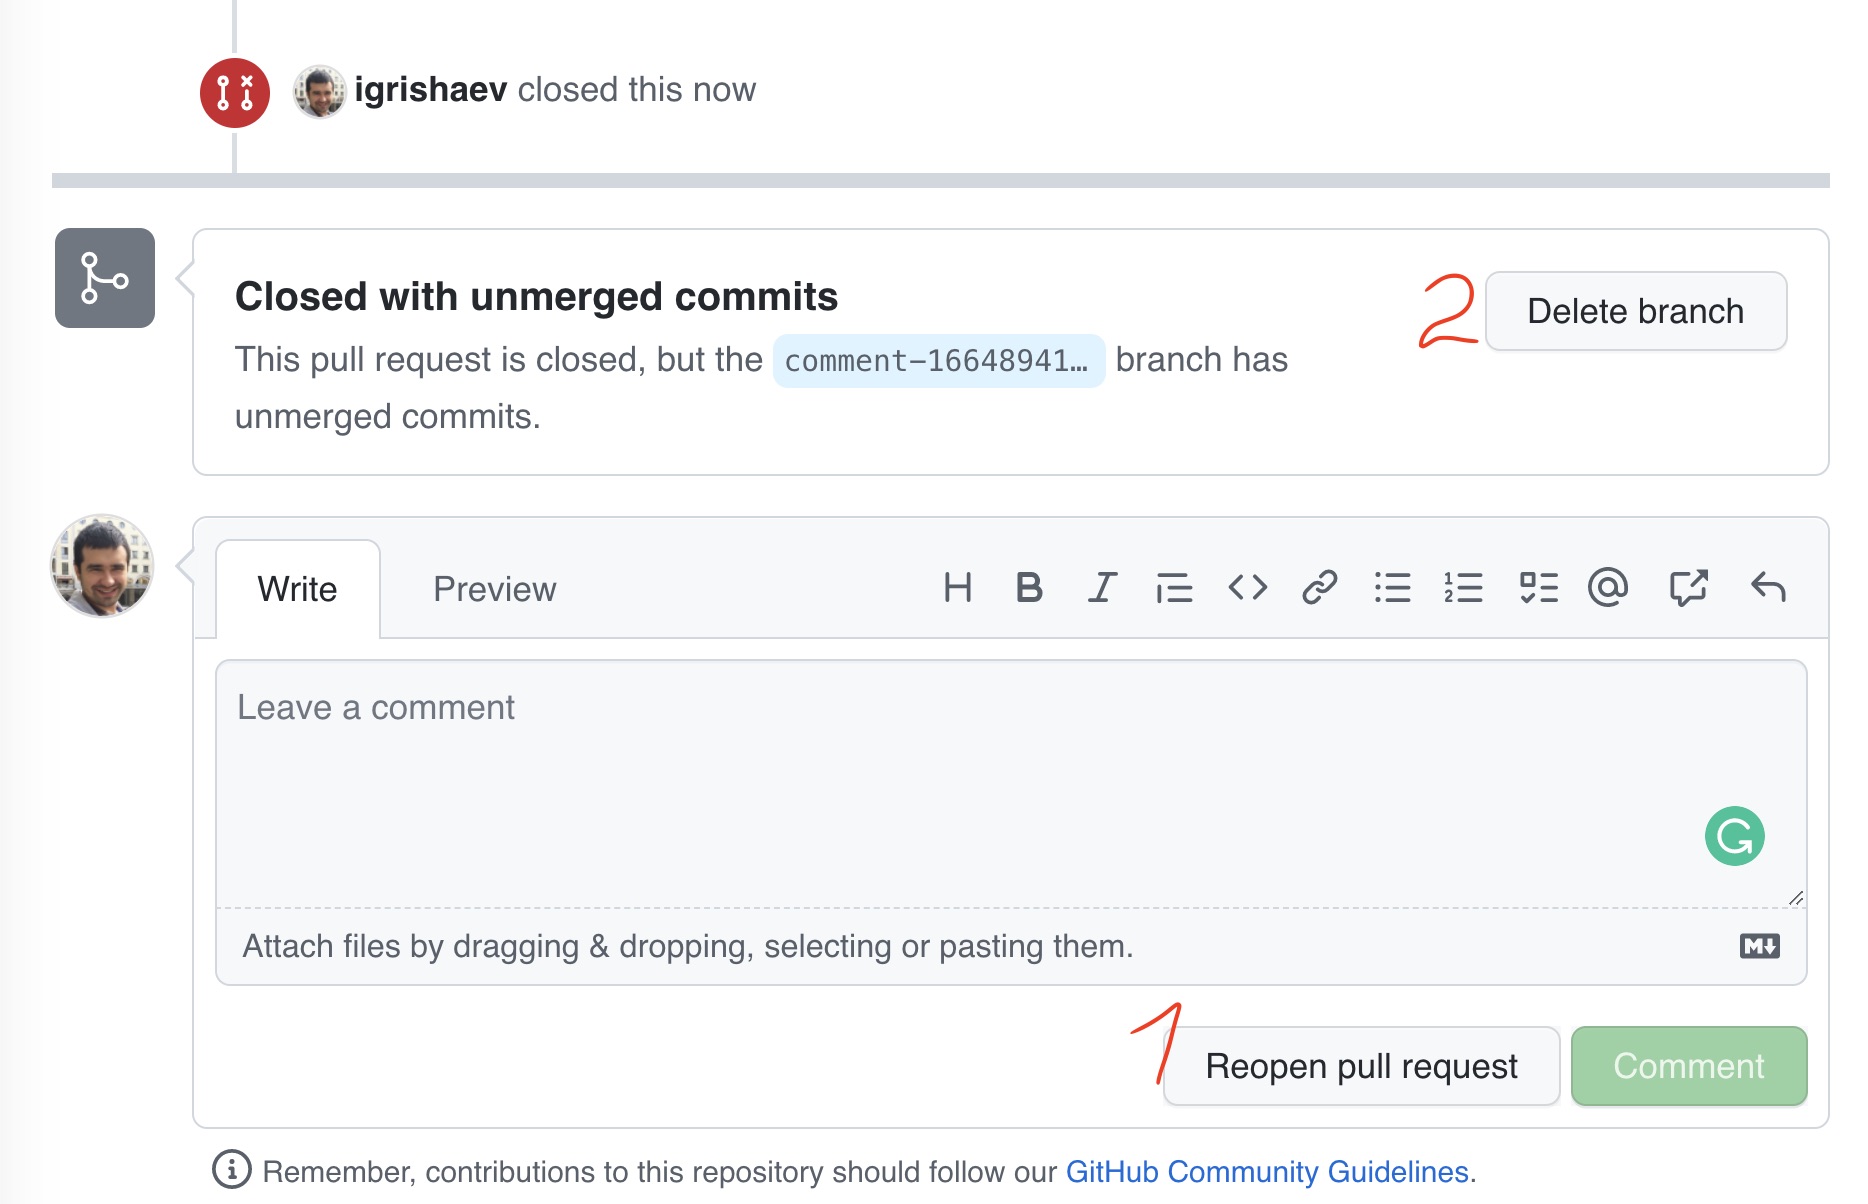 igrishaev closed this now
Closed with unmerged commits
2 Delete branch
This pull request is closed, but the comment-16648941… branch has
unmerged commits.
Write Preview H B I <> @
Leave a comment
G
Attach files by dragging & dropping, selecting or pasting them. M
1 Reopen pull request Comment
Remember, contributions to this repository should follow our GitHub Community Guidelines.